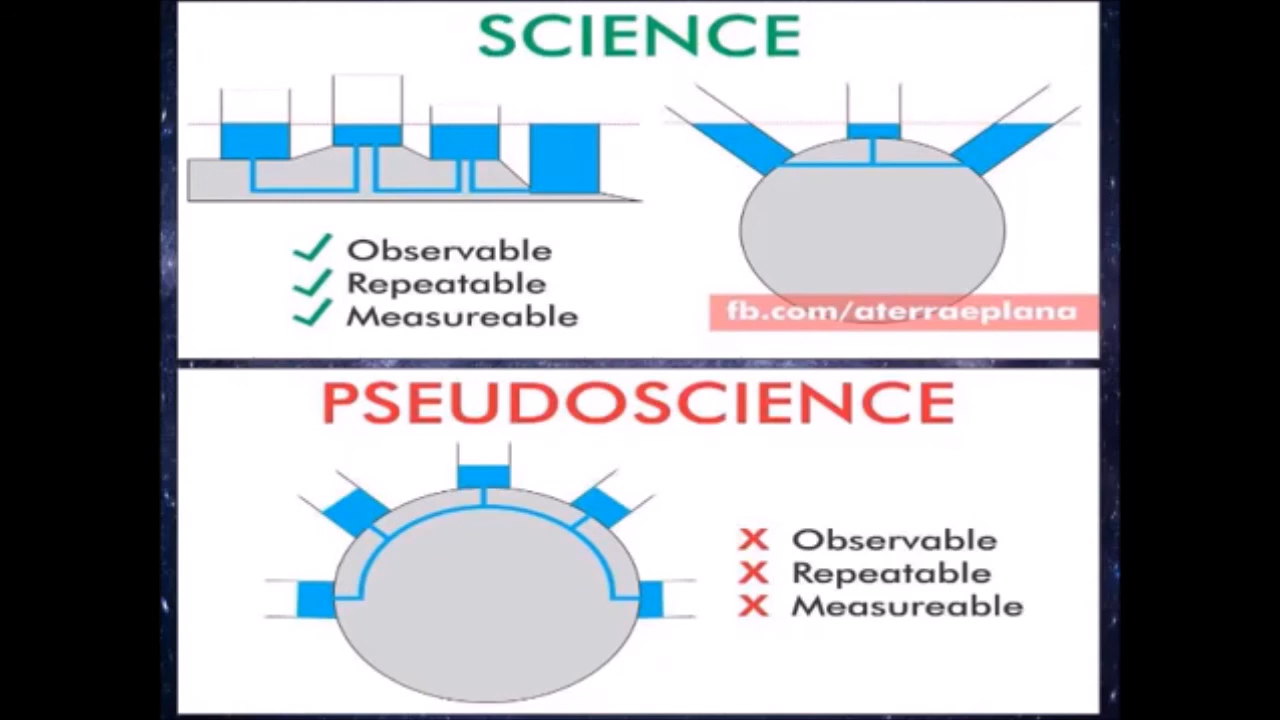 SCIENCE
Observable
Repeatable
Measureable
fb.com/aterraeplana
PSEUDOSCIENCE
X Observable
X Repeatable
X Measureable